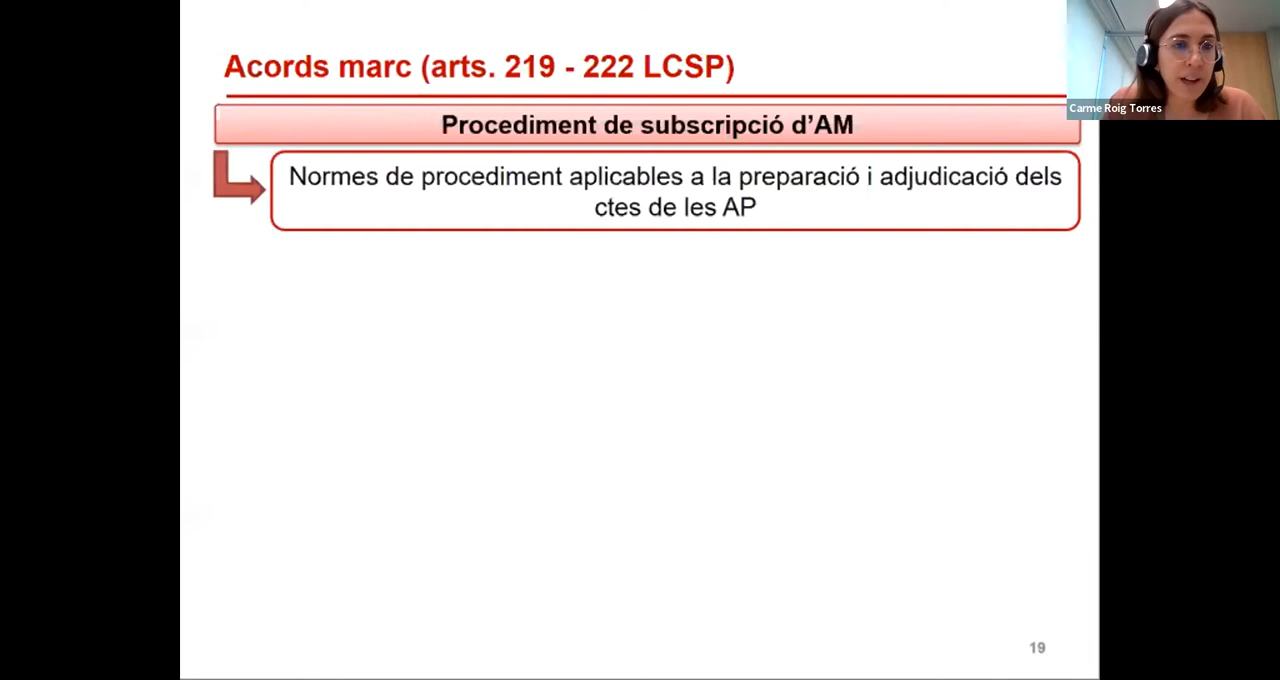 Acords marc (arts. 219 - 222 LCSP)
Carme Roig Torres
Procediment de subscripció d'AM
Normes de procediment aplicables a la preparació i adjudicació dels
ctes de les AP
19